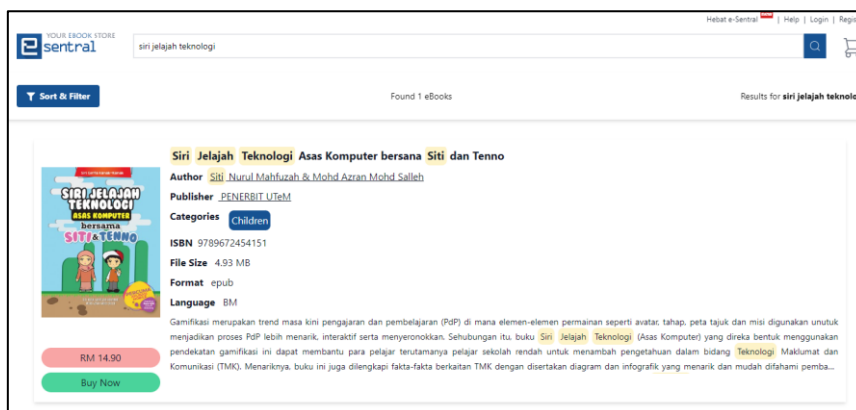 Hebat e-Sentral | Help | Login | Regis
YOUR EBOOK STORE
sentral
siri jelajah teknologi
Sort & Filter
Found 1 eBooks
Results for siri jelajah teknolo
Siri Jelajah Teknologi Asas Komputer bersana Siti dan Tenno
Author Siti Nurul Mahfuzah & Mohd Azran Mohd Salleh
Publisher PENERBIT UTeM
Categories Children
ISBN 9789672454151
File Size 4.93 MB
Format epub
Language BM
SIRI JELAJAH
TEKNOLOGI
ASAS KOMPUTER
bersama
SITI & TENNO
Gamifikasi merupakan trend masa kini pengajaran dan pembelajaran (PdP) di mana elemen-elemen permainan seperti avatar, tahap, peta tajuk dan misi digunakan unutuk
menjadikan proses PdP lebih menarik, interaktif serta menyeronokkan. Sehubungan itu, buku Siri Jelajah Teknologi (Asas Komputer) yang direka bentuk menggunakan
pendekatan gamifikasi ini dapat membantu para pelajar terutamanya pelajar sekolah rendah untuk menambah pengetahuan dalam bidang Teknologi Maklumat dan
Komunikasi (TMK). Menariknya, buku ini juga dilengkapi fakta-fakta berkaitan TMK dengan disertakan diagram dan infografik yang menarik dan mudah difahami pemba...
RM 14.90
Buy Now